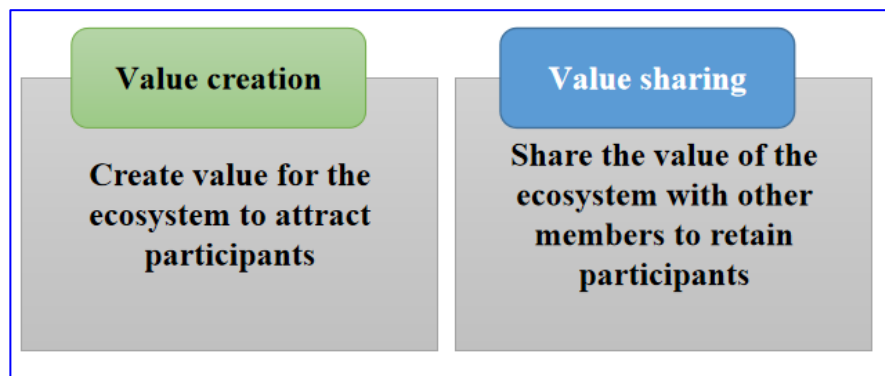 Value creation
Create value for the
ecosystem to attract
participants
Value sharing
Share the value of the
ecosystem with other
members to retain
participants